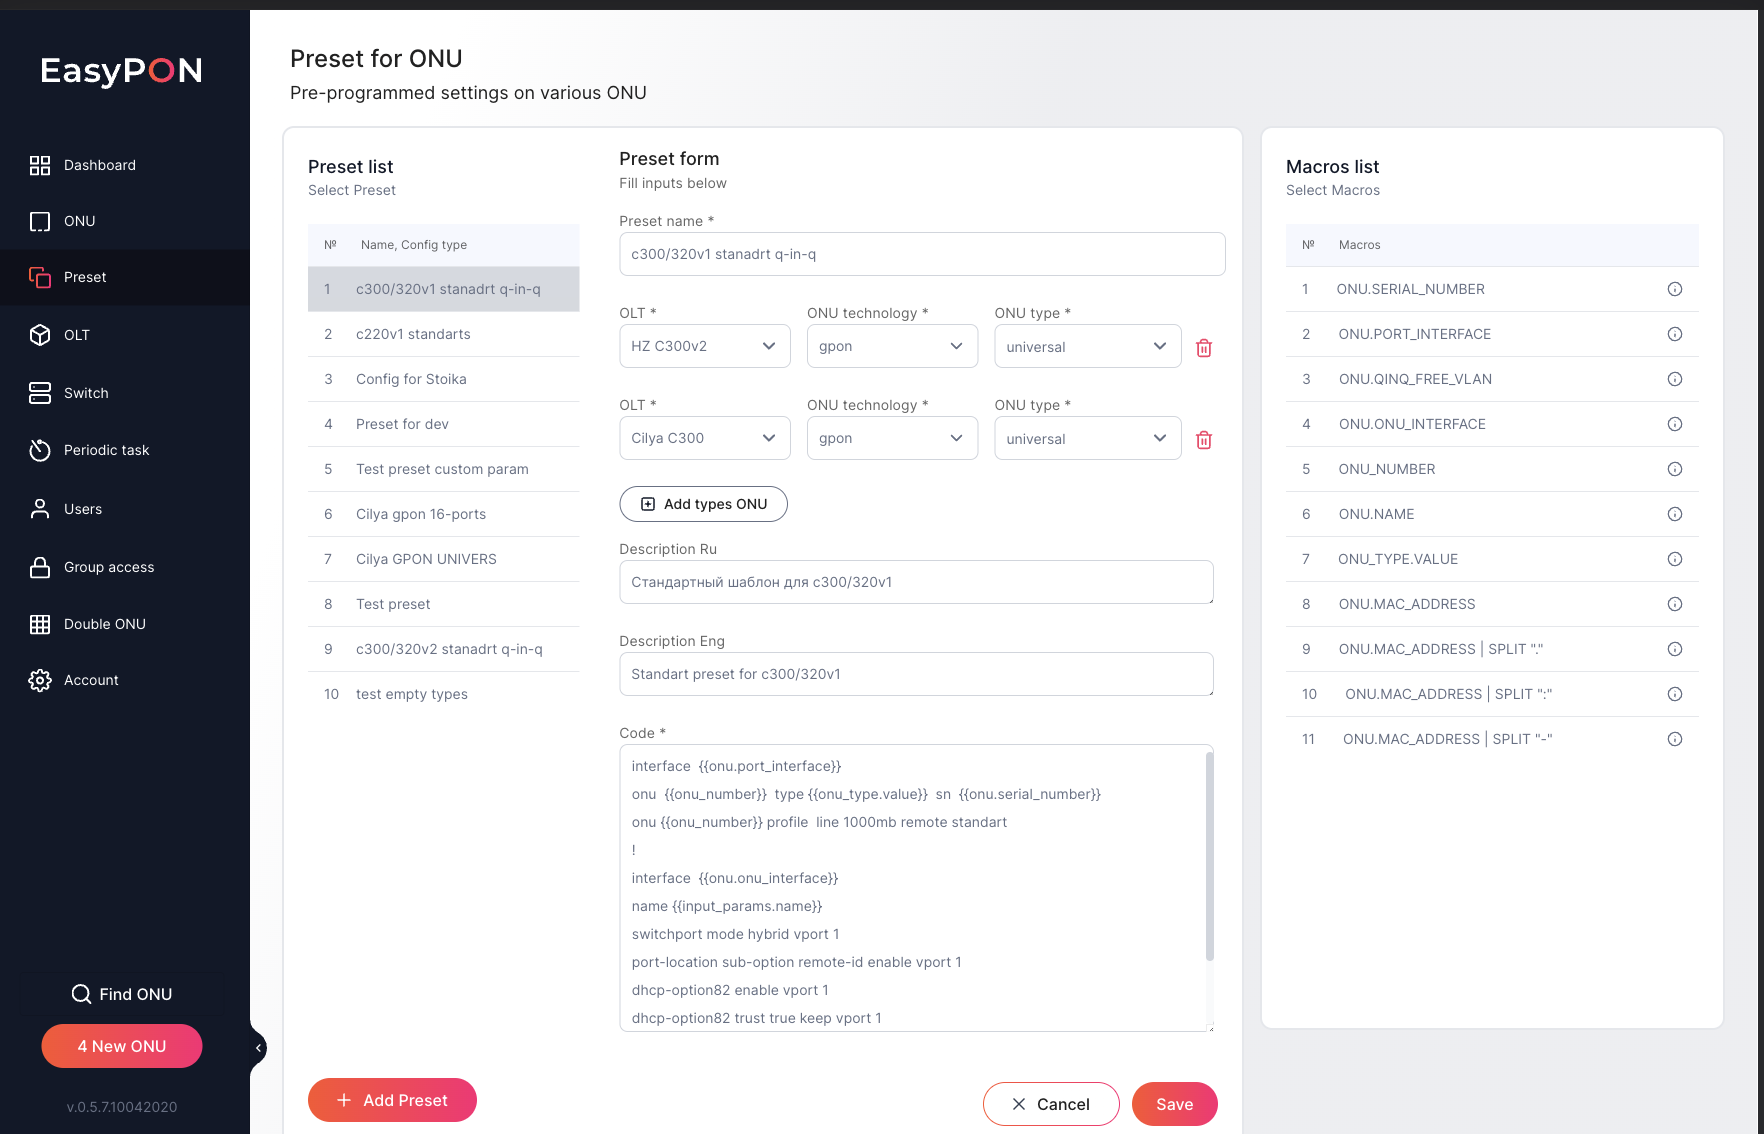 EasyPON
Dashboard
ONU
Preset
OLT
Switch
Periodic task
Users
Group access
Double ONU
Account
Find ONU
4 New ONU
v.0.5.7.10042020
Preset for ONU
Pre-programmed settings on various ONU
Preset list
Select Preset
№ Name, Config type
1 c300/320v1 stanadrt q-in-q
2 c220v1 standarts
3 Config for Stoika
4 Preset for dev
5 Test preset custom param
6 Cilya gpon 16-ports
7 Cilya GPON UNIVERS
8 Test preset
9 c300/320v2 stanadrt q-in-q
10 test empty types
Add Preset
Preset form
Fill inputs below
Preset name *
c300/320v1 stanadrt q-in-q
OLT * ONU technology * ONU type *
HZ C300v2 gpon universal
OLT * ONU technology * ONU type *
Cilya C300 gpon universal
Add types ONU
Description Ru
Стандартный шаблон для c300/320v1
Description Eng
Standart preset for c300/320v1
Code *
interface {{onu.port_interface}}
onu {{onu_number}} type {{onu_type.value}} sn {{onu.serial_number}}
onu {{onu_number}} profile line 1000mb remote standart
!
interface {{onu.onu_interface}}
name {{input_params.name}}
switchport mode hybrid vport 1
port-location sub-option remote-id enable vport 1
dhcp-option82 enable vport 1
dhcp-option82 trust true keep vport 1
Cancel
Save
Macros list
Select Macros
№ Macros
1 ONU.SERIAL_NUMBER
2 ONU.PORT_INTERFACE
3 ONU.QINQ_FREE_VLAN
4 ONU.ONU_INTERFACE
5 ONU_NUMBER
6 ONU.NAME
7 ONU_TYPE.VALUE
8 ONU.MAC_ADDRESS
9 ONU.MAC_ADDRESS | SPLIT "."
10 ONU.MAC_ADDRESS | SPLIT ":"
11 ONU.MAC_ADDRESS | SPLIT "-"